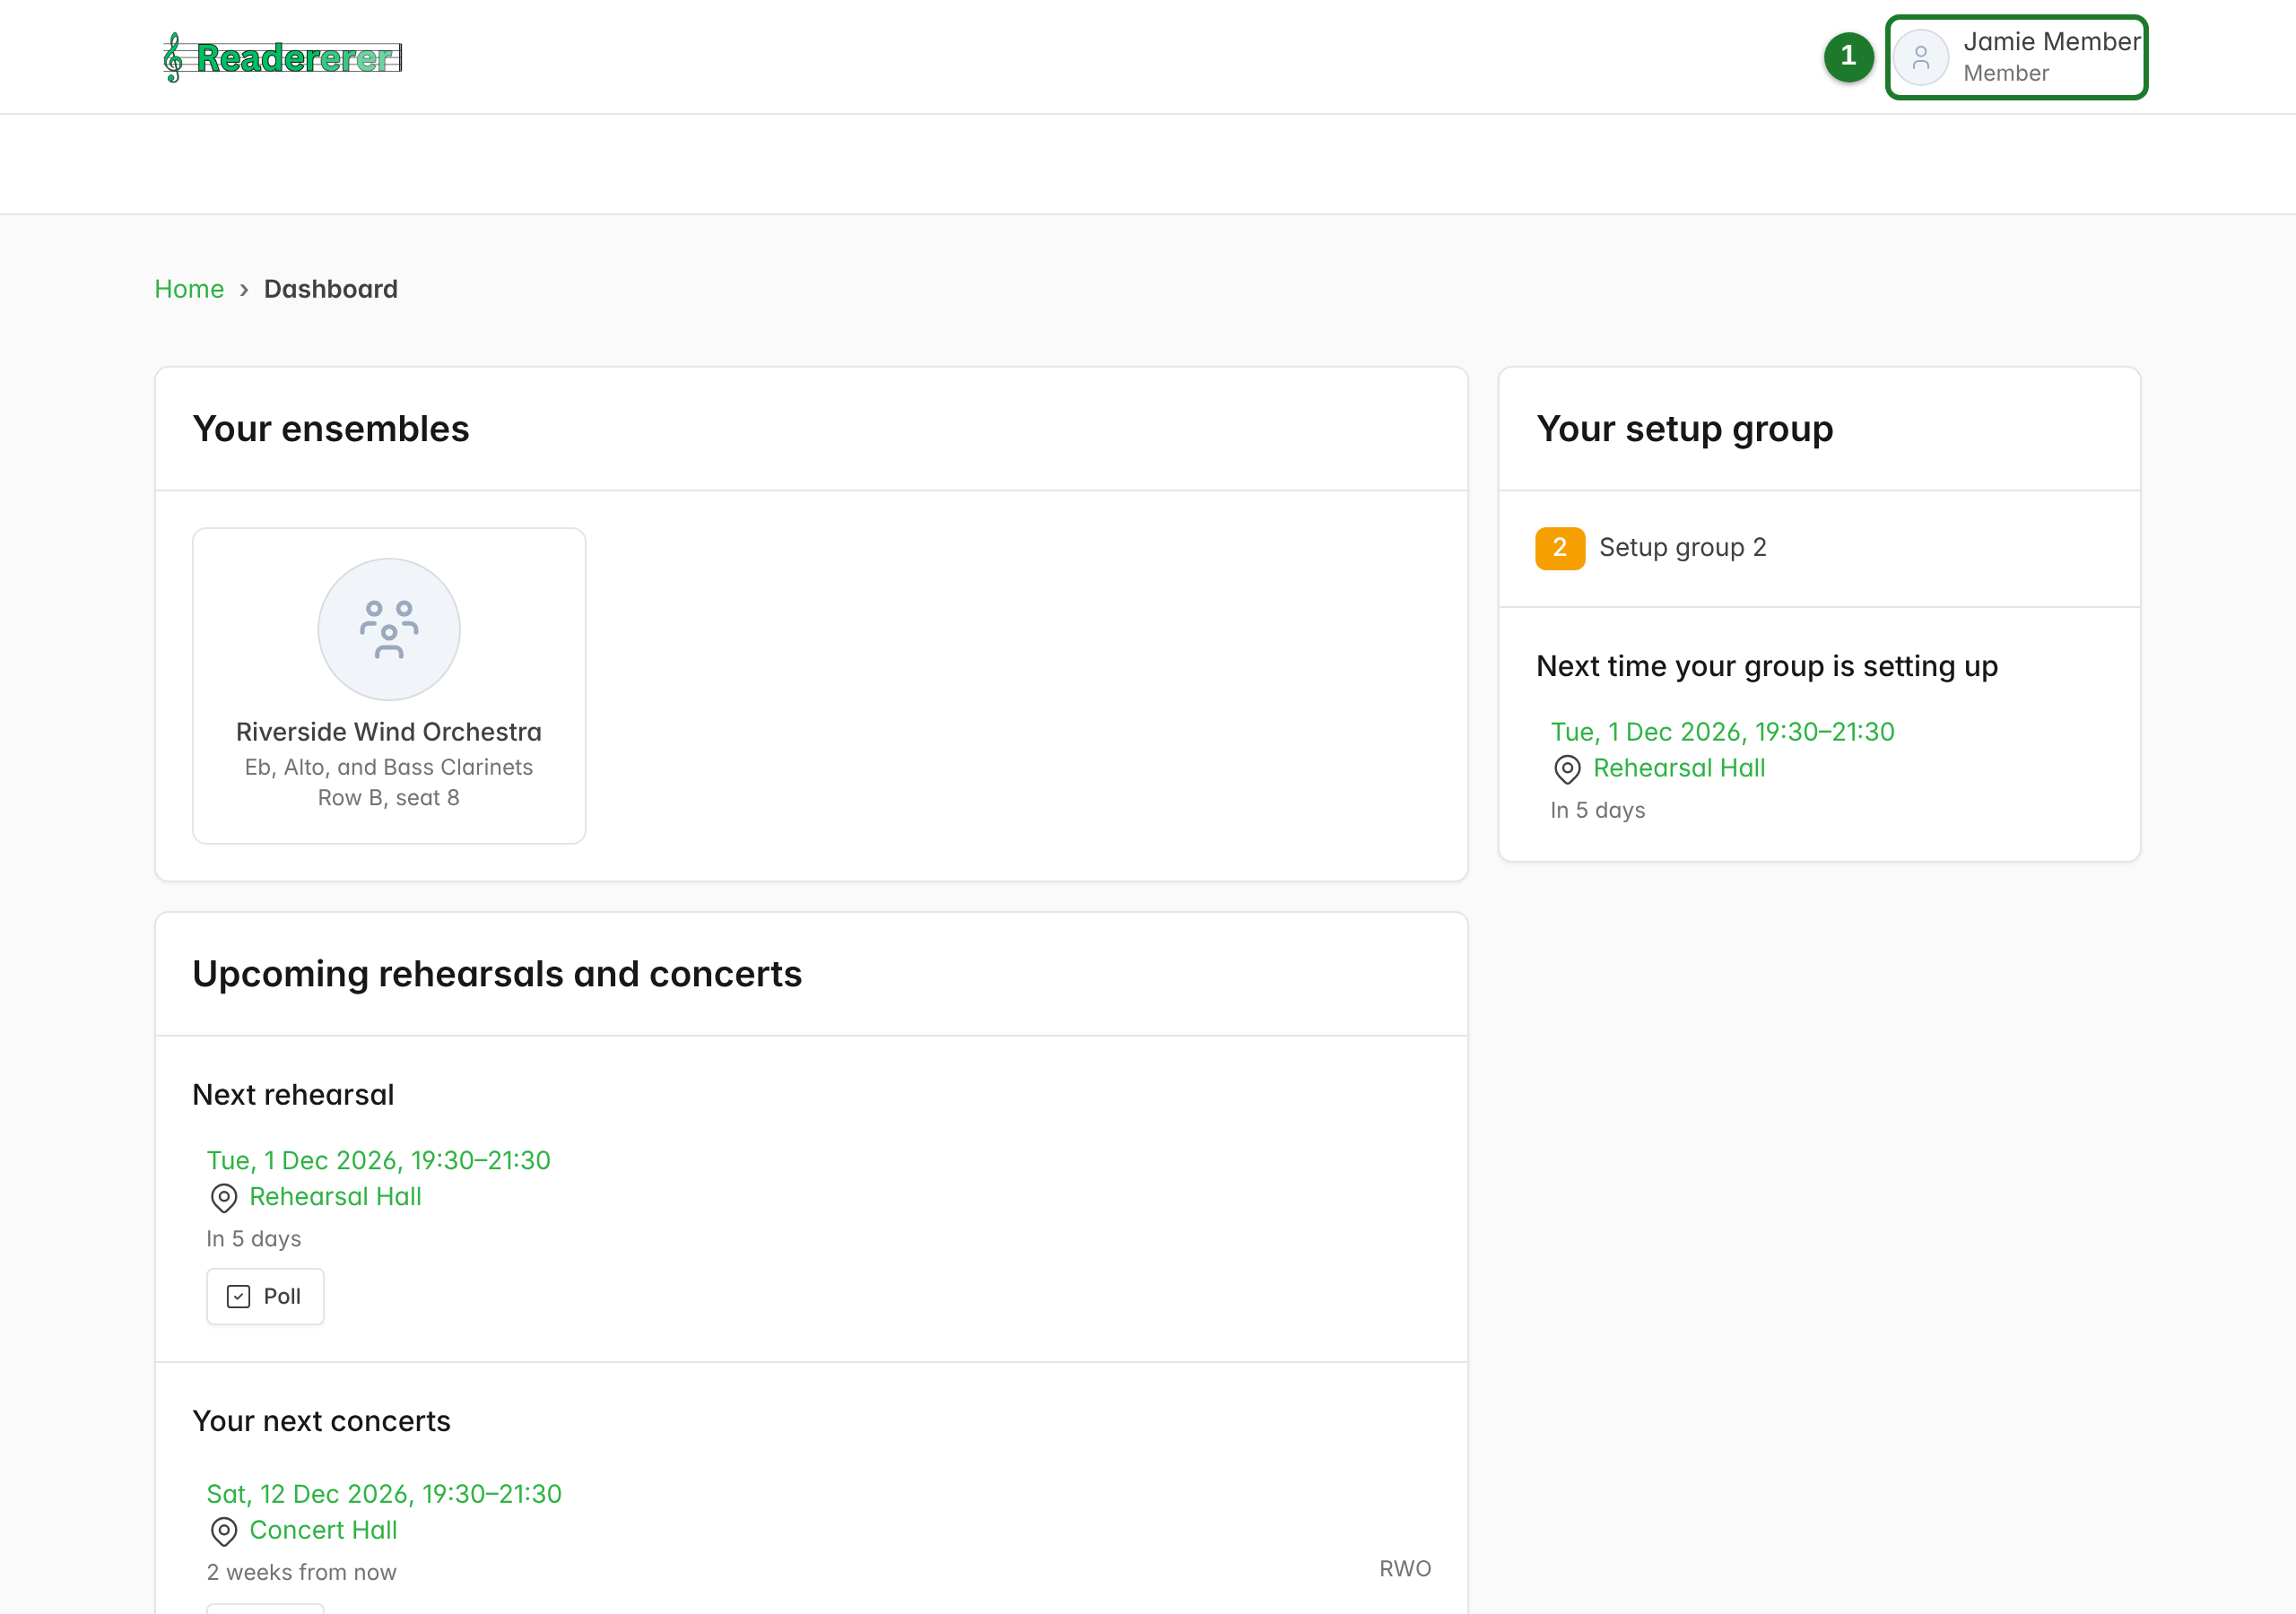 Readererer
1
Jamie Member
Member
Home › Dashboard
Your ensembles
Riverside Wind Orchestra
Eb, Alto, and Bass Clarinets
Row B, seat 8
Your setup group
2 Setup group 2
Next time your group is setting up
Tue, 1 Dec 2026, 19:30–21:30
Rehearsal Hall
In 5 days
Upcoming rehearsals and concerts
Next rehearsal
Tue, 1 Dec 2026, 19:30–21:30
Rehearsal Hall
In 5 days
Poll
Your next concerts
Sat, 12 Dec 2026, 19:30–21:30
Concert Hall
2 weeks from now
RWO